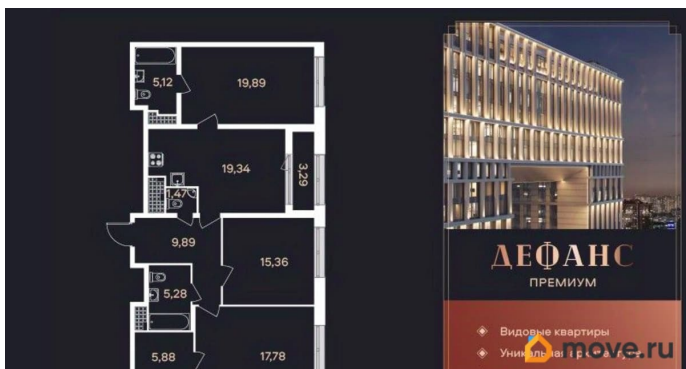 5,12
19,89
19,34
3,29
1,47
9,89
15,36
5,28
5,88
17,78
ДЕФАНС
ПРЕМИУМ
Видовые квартиры
move.ru